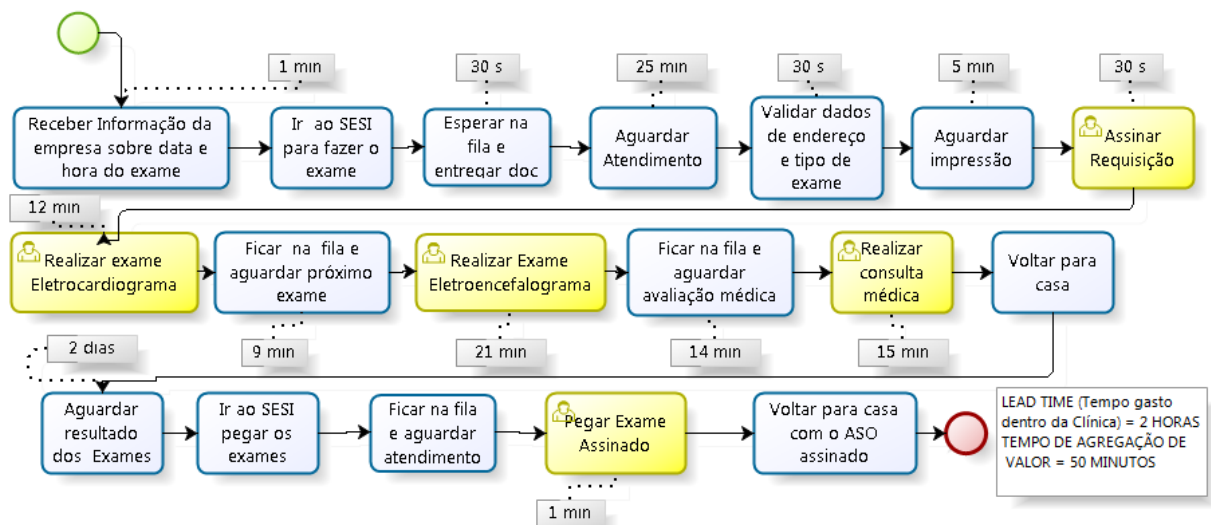 1 min
30 s
25 min
30 s
5 min
30 s
Receber Informação da
empresa sobre data e
hora do exame
Ir ao SESI
para fazer o
exame
Esperar na
fila e
entregar doc
Aguardar
Atendimento
Validar dados
de endereço
e tipo de
exame
Aguardar
impressão
Assinar
Requisição
12 min
Realizar exame
Eletrocardiograma
Ficar na fila e
aguardar próximo
exame
Realizar Exame
Eletroencefalograma
Ficar na fila e
aguardar
avaliação médica
Realizar
consulta
médica
Voltar para
casa
9 min
21 min
14 min
15 min
2 dias
Aguardar
resultado
dos Exames
Ir ao SESI
pegar os
exames
Ficar na fila
e aguardar
atendimento
Pegar Exame
Assinado
Voltar para casa
com o ASO
assinado
LEAD TIME (Tempo gasto
dentro da Clínica) = 2 HORAS
TEMPO DE AGREGAÇÃO DE
VALOR = 50 MINUTOS
1 min